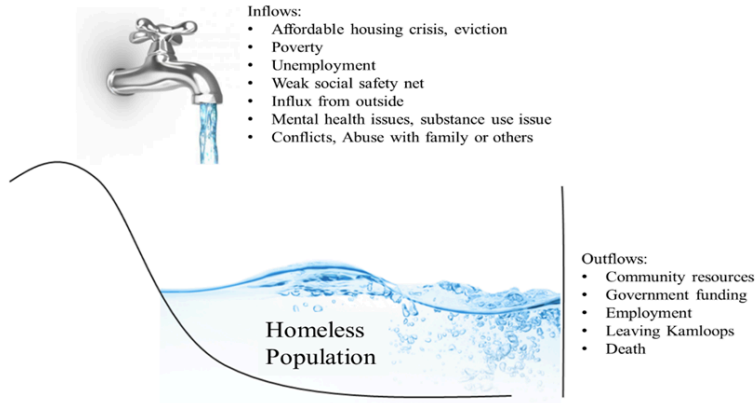 Inflows:
• Affordable housing crisis, eviction
• Poverty
• Unemployment
• Weak social safety net
• Influx from outside
• Mental health issues, substance use issue
• Conflicts, Abuse with family or others
Homeless
Population
Outflows:
• Community resources
• Government funding
• Employment
• Leaving Kamloops
• Death